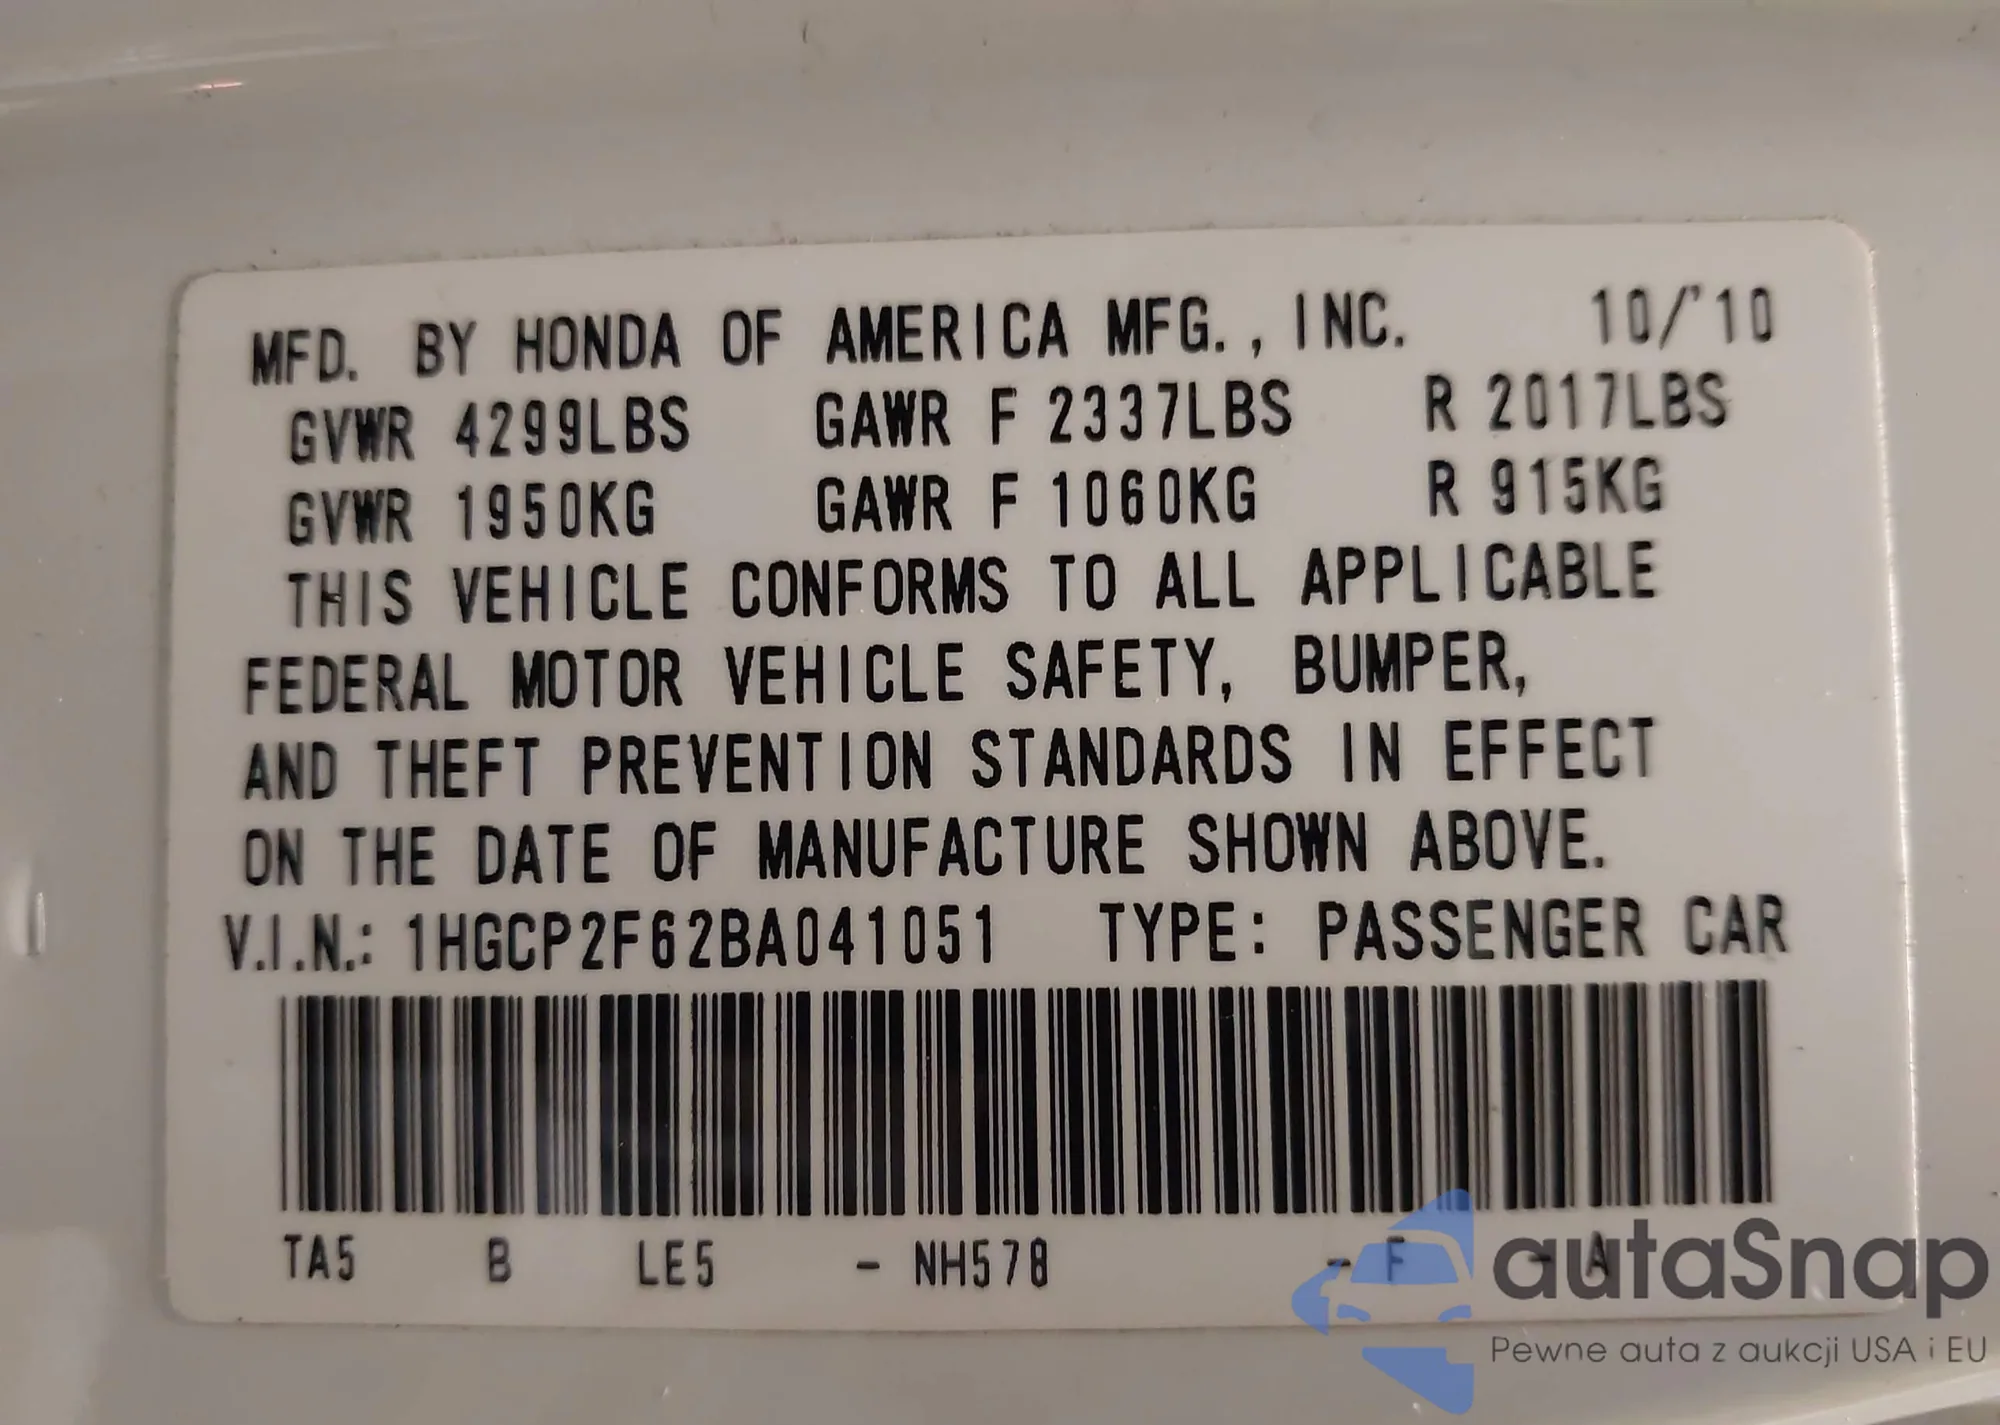 MFD. BY HONDA OF AMERICA MFG., INC. 10/'10
GVWR 4299LBS GAWR F 2337LBS R 2017LBS
GVWR 1950KG GAWR F 1060KG R 915KG
THIS VEHICLE CONFORMS TO ALL APPLICABLE
FEDERAL MOTOR VEHICLE SAFETY, BUMPER,
AND THEFT PREVENTION STANDARDS IN EFFECT
ON THE DATE OF MANUFACTURE SHOWN ABOVE.
V.I.N.: 1HGCP2F62BA041051 TYPE: PASSENGER CAR
TA5 B LE5 - NH578 - F - A
autaSnap
Pewne auta z aukcji USA i EU